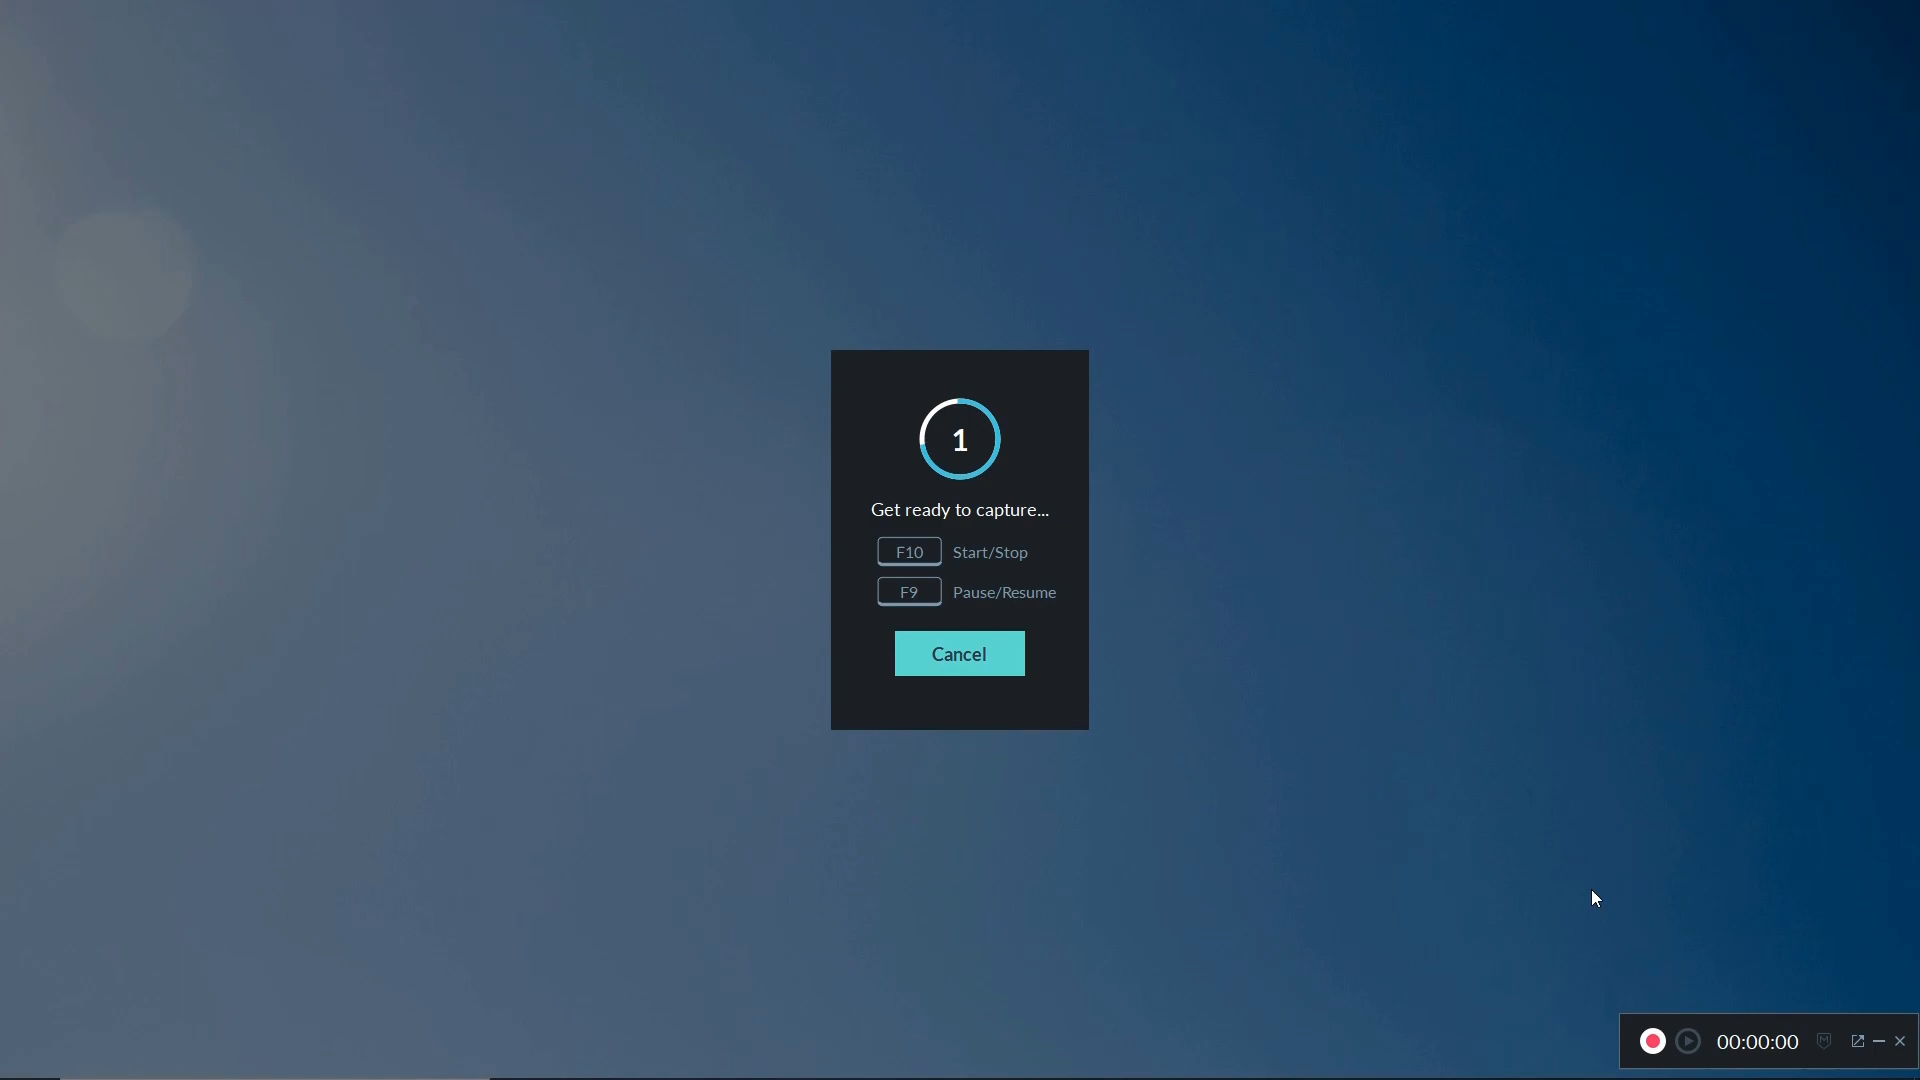 1
Get ready to capture...
F10 Start/Stop
F9 Pause/Resume
Cancel
00:00:00